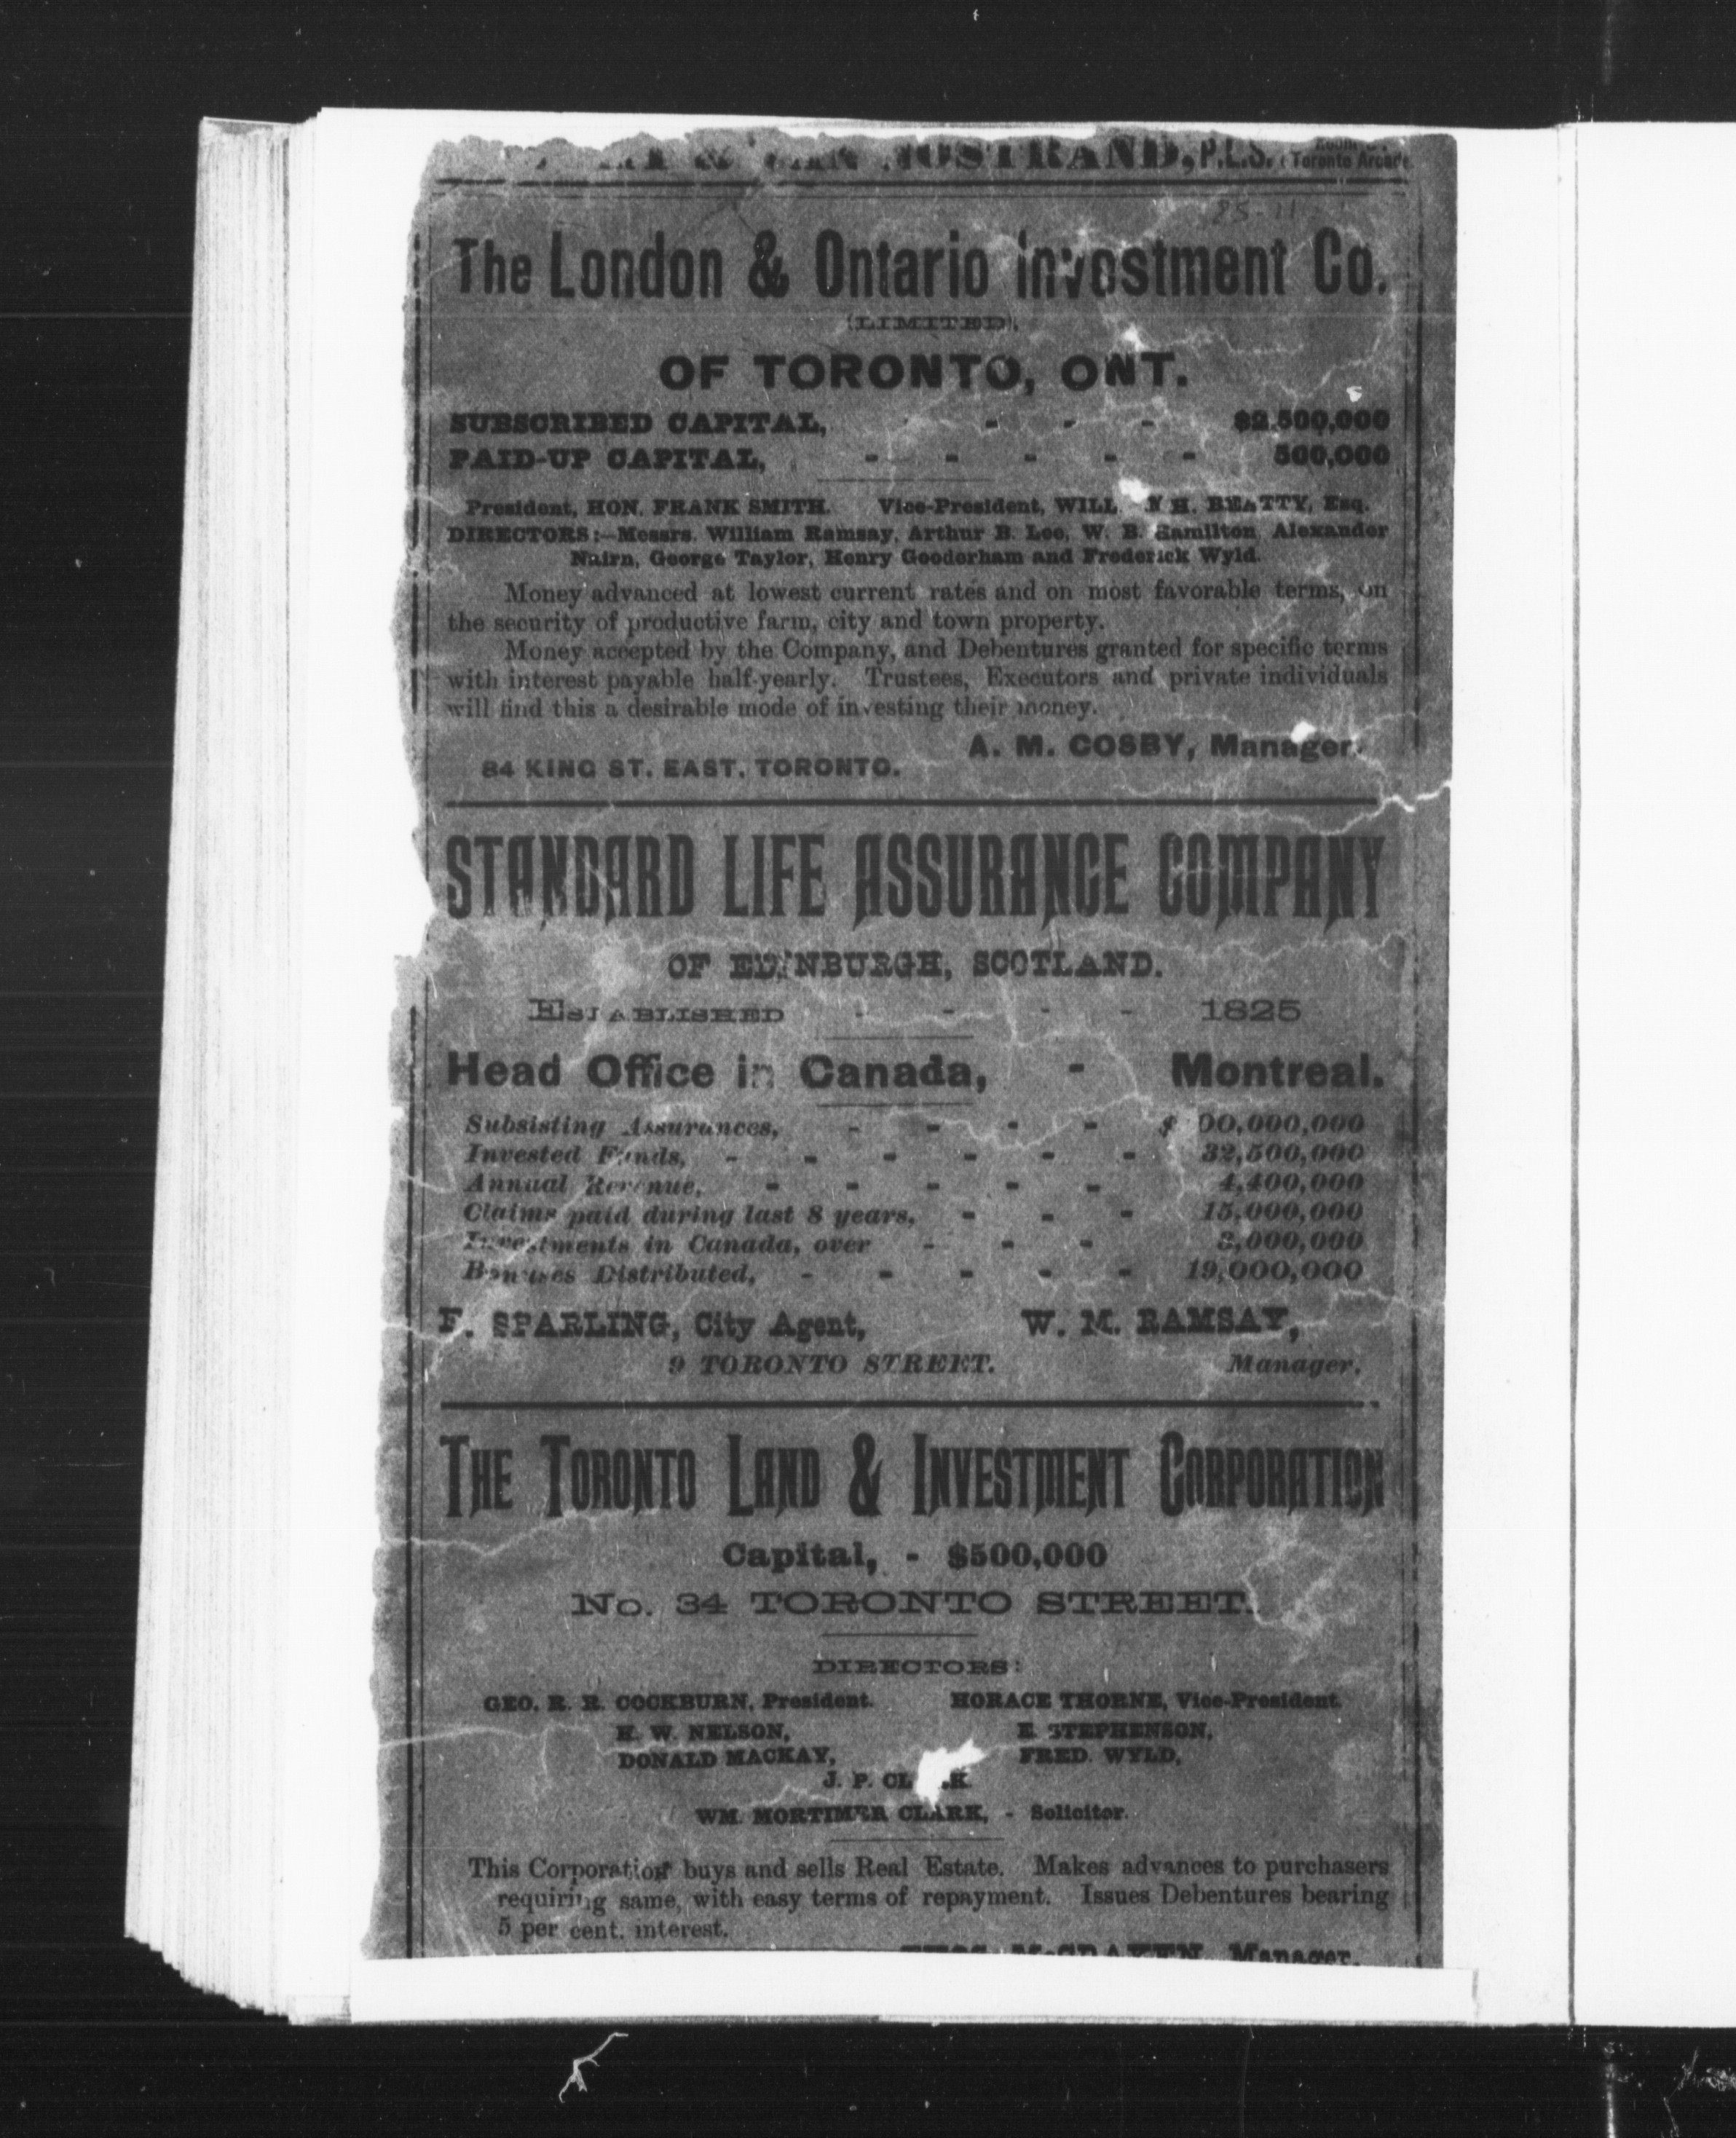 NOSTRAND, P.L.S. Toronto Arcade
25-11
The London & Ontario Investment Co.
(LIMITED),
OF TORONTO, ONT.
SUBSCRIBED CAPITAL, - - - - $2,500,000
PAID-UP CAPITAL, - - - - - 500,000
President, HON. FRANK SMITH. Vice-President, WILL H. BEATTY, Esq.
DIRECTORS:—Messrs. William Ramsay, Arthur B. Lee, W. B. Hamilton, Alexander
Nairn, George Taylor, Henry Gooderham and Frederick Wyld.
Money advanced at lowest current rates and on most favorable terms, on
the security of productive farm, city and town property.
Money accepted by the Company, and Debentures granted for specific terms
with interest payable half-yearly. Trustees, Executors and private individuals
will find this a desirable mode of investing their money.
A. M. COSBY, Manager.
84 KING ST. EAST, TORONTO.
STANDARD LIFE ASSURANCE COMPANY
OF EDINBURGH, SCOTLAND.
ESTABLISHED - - - - 1825
Head Office in Canada, - Montreal.
Subsisting Assurances, - - - - $ 00,000,000
Invested Funds, - - - - - - 32,500,000
Annual Revenue, - - - - - 4,400,000
Claims paid during last 8 years, - - - 15,000,000
Investments in Canada, over - - - 3,000,000
Bonuses Distributed, - - - - - 19,000,000
F. SPARLING, City Agent, W. M. RAMSAY,
9 TORONTO STREET. Manager.
THE TORONTO LAND & INVESTMENT CORPORATION
Capital, - $500,000
No. 34 TORONTO STREET.
DIRECTORS:
GEO. R. R. COCKBURN, President. HORACE THORNE, Vice-President.
H. W. NELSON, E. STEPHENSON,
DONALD MACKAY, FRED. WYLD,
J. P. CL K.
WM. MORTIMER CLARK, - Solicitor.
This Corporation buys and sells Real Estate. Makes advances to purchasers
requiring same, with easy terms of repayment. Issues Debentures bearing
5 per cent. interest.
THOS. McCRAKEN, Manager.